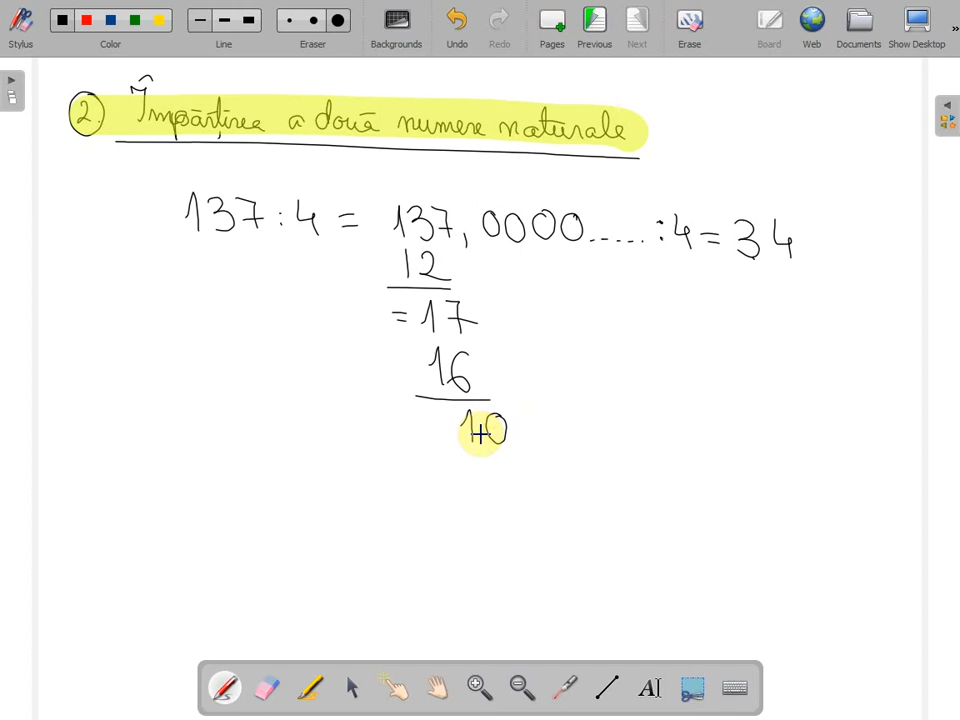 Stylus Color Line Eraser Backgrounds Undo Redo Pages Previous Next Erase Board Web Documents Show Desktop »
2. Împărțirea a două numere naturale
137 : 4 = 137,0000...... : 4 = 34
12
= 17
16
10
AI